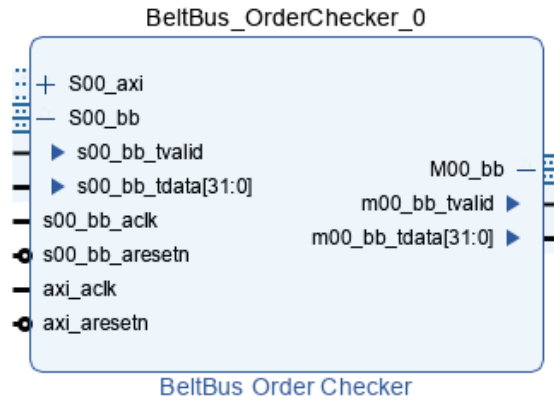 BeltBus_OrderChecker_0
S00_axi
S00_bb
s00_bb_tvalid
s00_bb_tdata[31:0]
s00_bb_aclk
s00_bb_aresetn
axi_aclk
axi_aresetn
M00_bb
m00_bb_tvalid
m00_bb_tdata[31:0]
BeltBus Order Checker